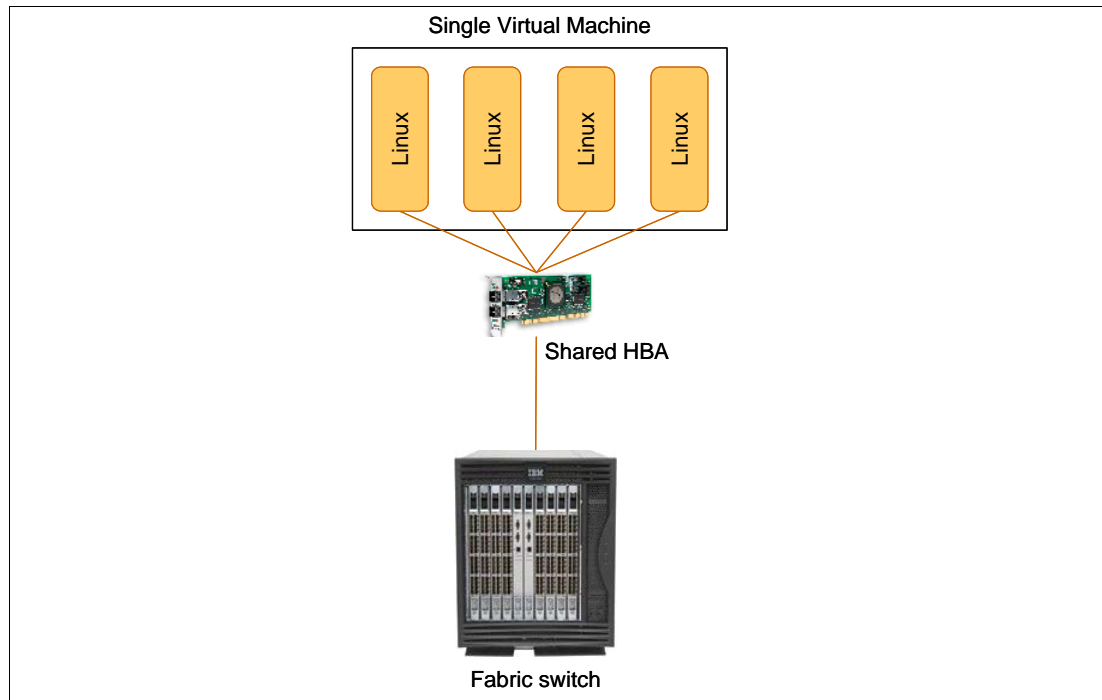 Single Virtual Machine
Linux
Linux
Linux
Linux
Shared HBA
IBM
Fabric switch